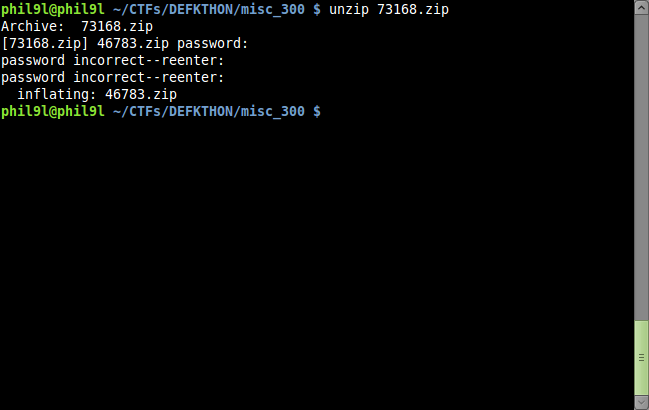 phil9l@phil9l ~/CTFs/DEFKTHON/misc_300 $ unzip 73168.zip
Archive:  73168.zip
[73168.zip] 46783.zip password:
password incorrect--reenter:
password incorrect--reenter:
  inflating: 46783.zip
phil9l@phil9l ~/CTFs/DEFKTHON/misc_300 $